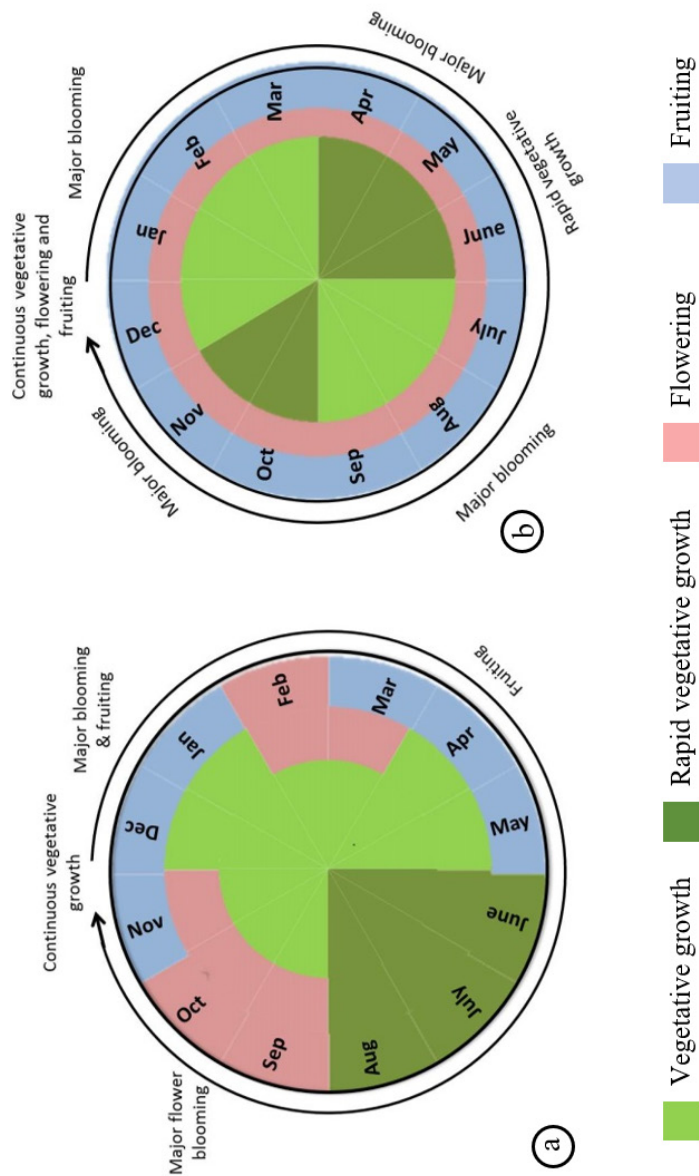 Continuous vegetative
growth
Major blooming
& fruiting
Fruiting
Major flower
blooming
Jan
Feb
Mar
Apr
May
June
July
Aug
Sep
Oct
Nov
Dec
a
Continuous vegetative
growth, flowering and
fruiting
Major blooming
Major blooming
Rapid vegetative
growth
Major blooming
Major blooming
Jan
Feb
Mar
Apr
May
June
July
Aug
Sep
Oct
Nov
Dec
b
Vegetative growth
Rapid vegetative growth
Flowering
Fruiting